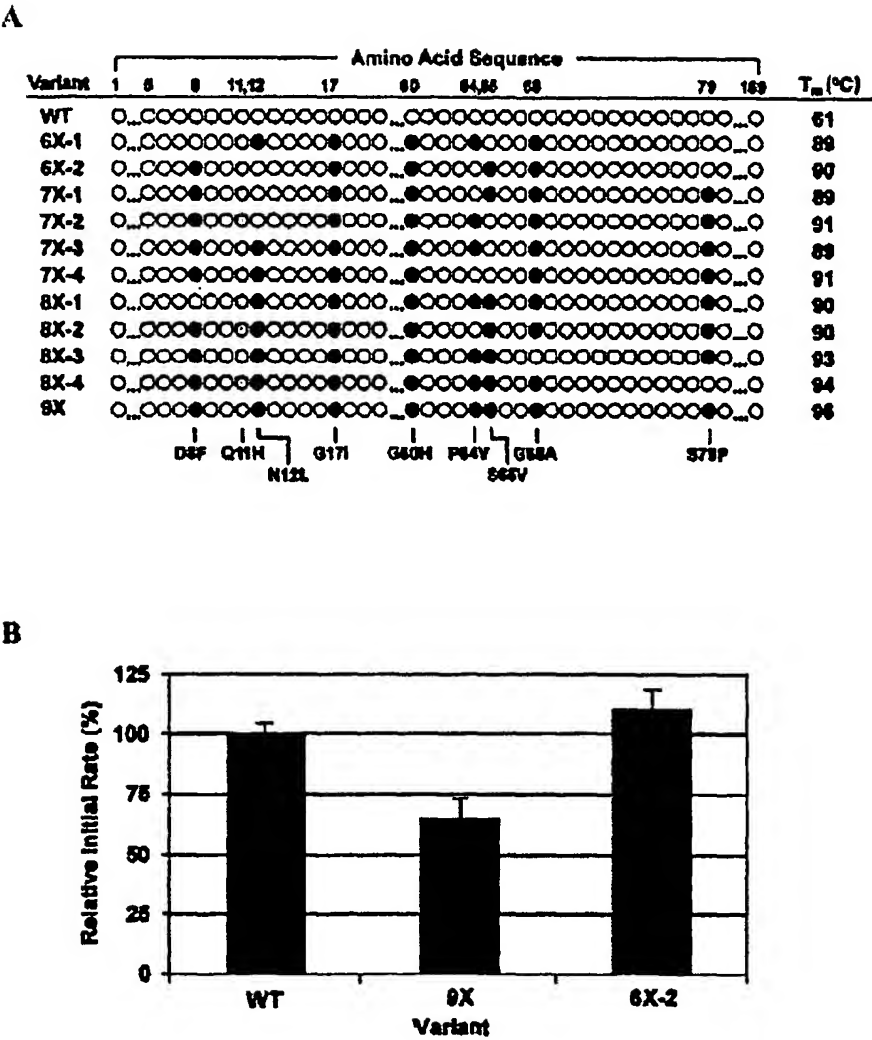 A
Amino Acid Sequence
Variant 1 5 8 11,12 17 60 64,65 68 79 189 Tm (°C)
WT 61
6X-1 89
6X-2 90
7X-1 89
7X-2 91
7X-3 89
7X-4 91
8X-1 90
8X-2 90
8X-3 93
8X-4 94
9X 96
D8F Q11H G17I G60H P64V G68A S79P
N12L S65V
B
125
100
75
50
25
0
Relative Initial Rate (%)
WT 9X 6X-2
Variant